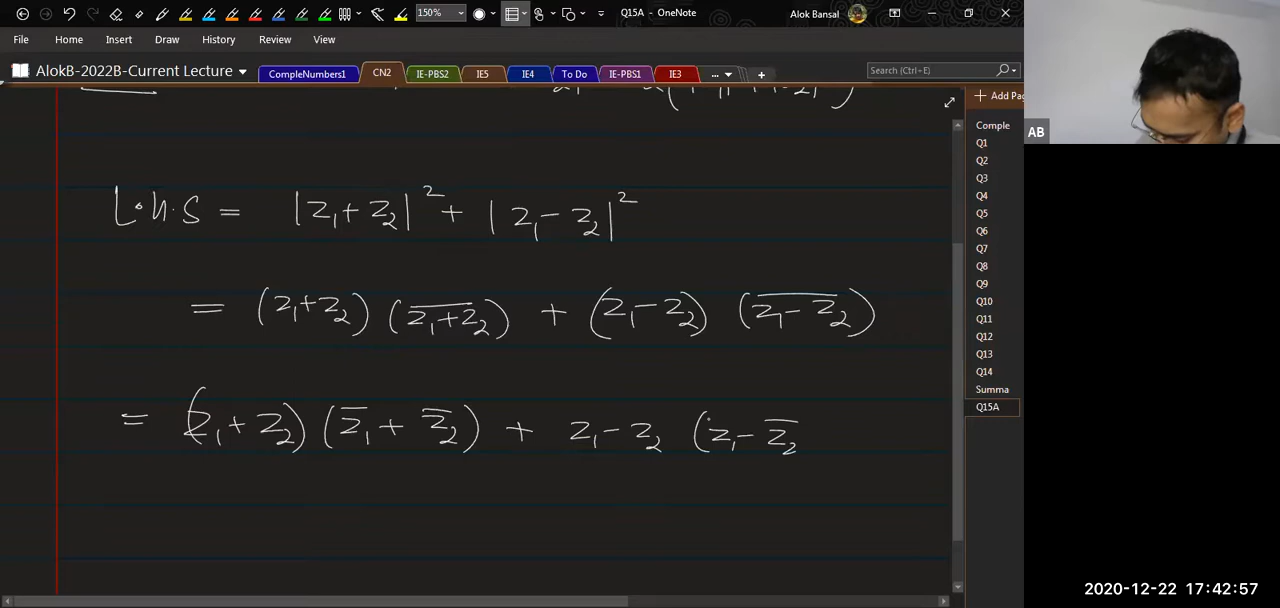 150%
Q15A - OneNote
Alok Bansal
File Home Insert Draw History Review View
AlokB-2022B-Current Lecture
CompleNumbers1 CN2 IE-PBS2 IE5 IE4 To Do IE-PBS1 IE3 ...
Search (Ctrl+E)
Add Pag
Comple
Q1
Q2
Q3
Q4
Q5
Q6
Q7
Q8
Q9
Q10
Q11
Q12
Q13
Q14
Summa
Q15A
AB
L.H.S = |z₁ + z₂|² + |z₁ − z₂|²
= (z₁+z₂) (z̅₁̅+̅z̅₂̅) + (z₁−z₂) (z̅₁̅−̅z̅₂̅)
= (z₁+z₂) (z̅₁ + z̅₂) + z₁−z₂ (z₁− z̅₂
2020-12-22 17:42:57